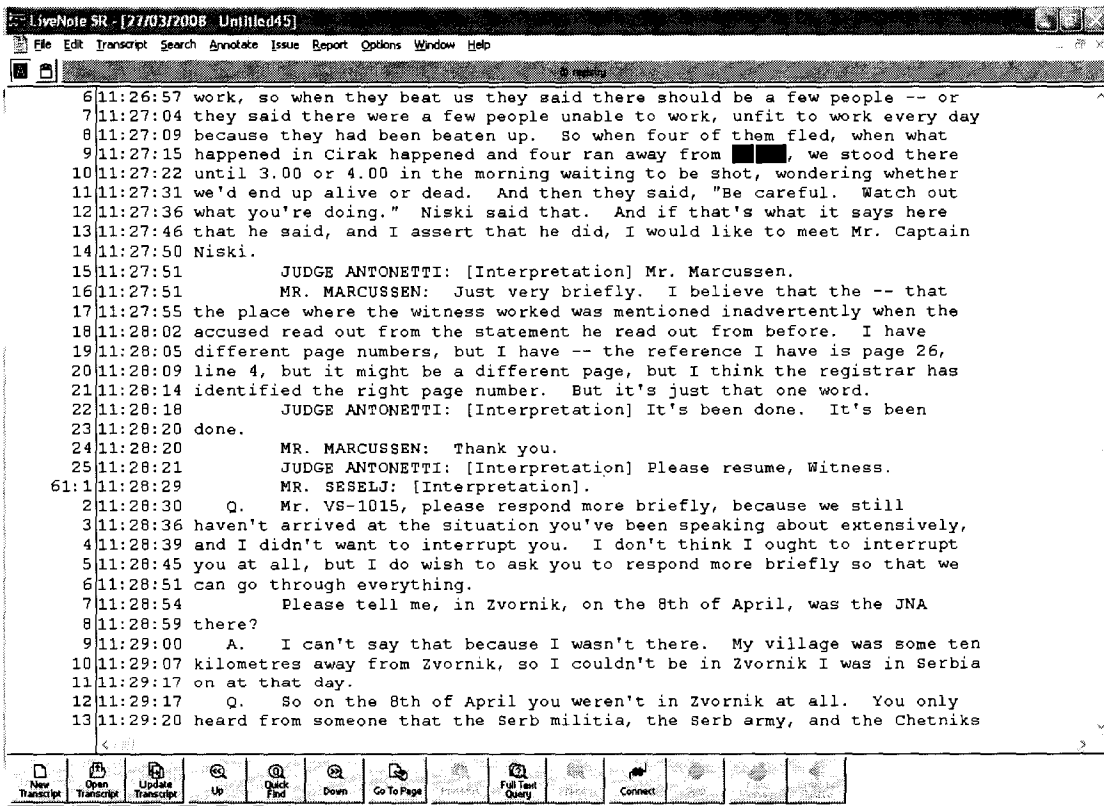 LiveNote SR - [27/03/2008 Untitled45]
File Edit Transcript Search Annotate Issue Report Options Window Help
registry
6 11:26:57 work, so when they beat us they said there should be a few people -- or
7 11:27:04 they said there were a few people unable to work, unfit to work every day
8 11:27:09 because they had been beaten up. So when four of them fled, when what
9 11:27:15 happened in Cirak happened and four ran away from , we stood there
10 11:27:22 until 3.00 or 4.00 in the morning waiting to be shot, wondering whether
11 11:27:31 we'd end up alive or dead. And then they said, "Be careful. Watch out
12 11:27:36 what you're doing." Niski said that. And if that's what it says here
13 11:27:46 that he said, and I assert that he did, I would like to meet Mr. Captain
14 11:27:50 Niski.
15 11:27:51 JUDGE ANTONETTI: [Interpretation] Mr. Marcussen.
16 11:27:51 MR. MARCUSSEN: Just very briefly. I believe that the -- that
17 11:27:55 the place where the witness worked was mentioned inadvertently when the
18 11:28:02 accused read out from the statement he read out from before. I have
19 11:28:05 different page numbers, but I have -- the reference I have is page 26,
20 11:28:09 line 4, but it might be a different page, but I think the registrar has
21 11:28:14 identified the right page number. But it's just that one word.
22 11:28:18 JUDGE ANTONETTI: [Interpretation] It's been done. It's been
23 11:28:20 done.
24 11:28:20 MR. MARCUSSEN: Thank you.
25 11:28:21 JUDGE ANTONETTI: [Interpretation] Please resume, Witness.
61:1 11:28:29 MR. SESELJ: [Interpretation].
2 11:28:30 Q. Mr. VS-1015, please respond more briefly, because we still
3 11:28:36 haven't arrived at the situation you've been speaking about extensively,
4 11:28:39 and I didn't want to interrupt you. I don't think I ought to interrupt
5 11:28:45 you at all, but I do wish to ask you to respond more briefly so that we
6 11:28:51 can go through everything.
7 11:28:54 Please tell me, in Zvornik, on the 8th of April, was the JNA
8 11:28:59 there?
9 11:29:00 A. I can't say that because I wasn't there. My village was some ten
10 11:29:07 kilometres away from Zvornik, so I couldn't be in Zvornik I was in Serbia
11 11:29:17 on at that day.
12 11:29:17 Q. So on the 8th of April you weren't in Zvornik at all. You only
13 11:29:20 heard from someone that the Serb militia, the Serb army, and the Chetniks
New Transcript Open Transcript Update Transcript Up Quick Find Down Go To Page Full Text Query Connect